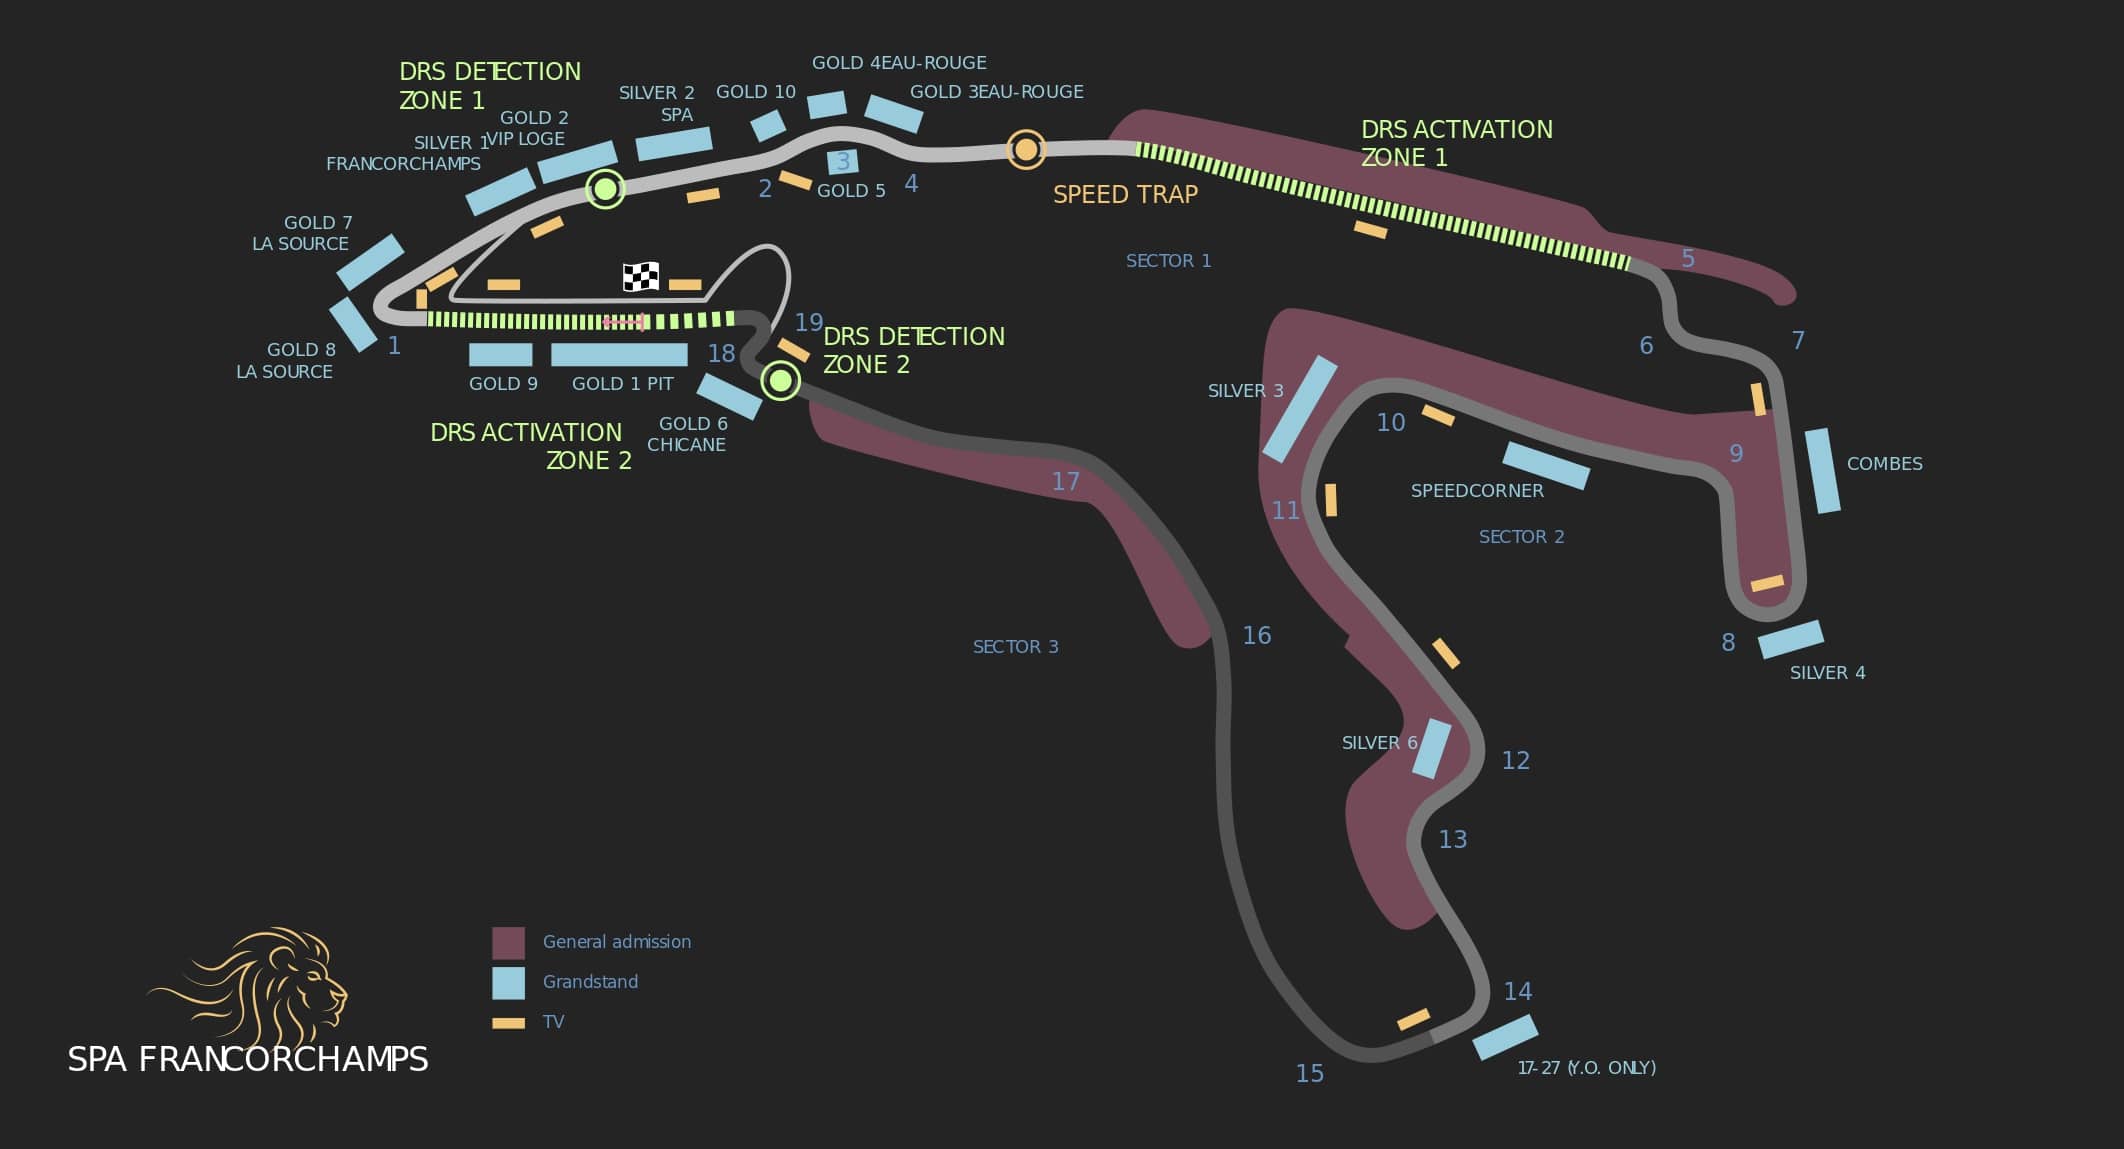 DRS DETECTION
ZONE 1
GOLD 4EAU-ROUGE
GOLD 3EAU-ROUGE
SILVER 2
SPA
GOLD 10
GOLD 2
VIP LOGE
SILVER 1
FRANCORCHAMPS
DRS ACTIVATION
ZONE 1
2
3
GOLD 5
4
SPEED TRAP
GOLD 7
LA SOURCE
SECTOR 1
5
GOLD 8
LA SOURCE
1
GOLD 9
GOLD 1 PIT
18
19
DRS DETECTION
ZONE 2
6
7
SILVER 3
10
9
COMBES
DRS ACTIVATION
ZONE 2
GOLD 6
CHICANE
17
SPEEDCORNER
11
SECTOR 2
SECTOR 3
16
8
SILVER 4
SILVER 6
12
13
14
15
17-27 (Y.O. ONLY)
General admission
Grandstand
TV
SPA FRANCORCHAMPS